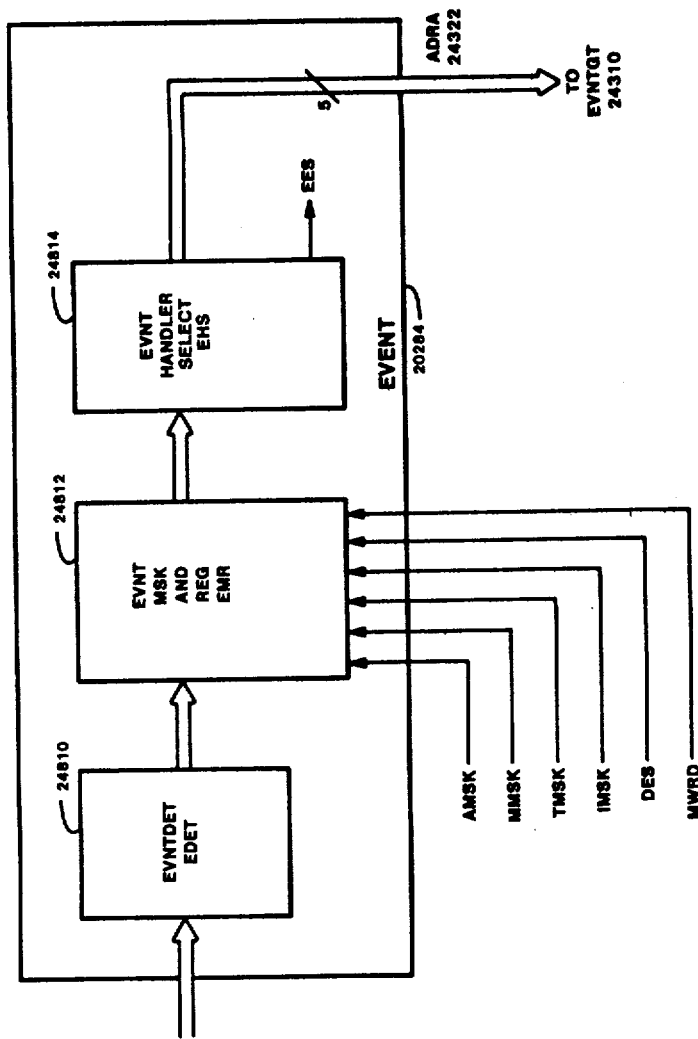 24810
EVNTDET
EDET
24812
EVNT
MSK
AND
REG
EMR
24814
EVNT
HANDLER
SELECT
EHS
EES
5
ADRA
24322
TO
EVNTGT
24310
EVENT
20284
AMSK
MMSK
TMSK
IMSK
DES
MWRD